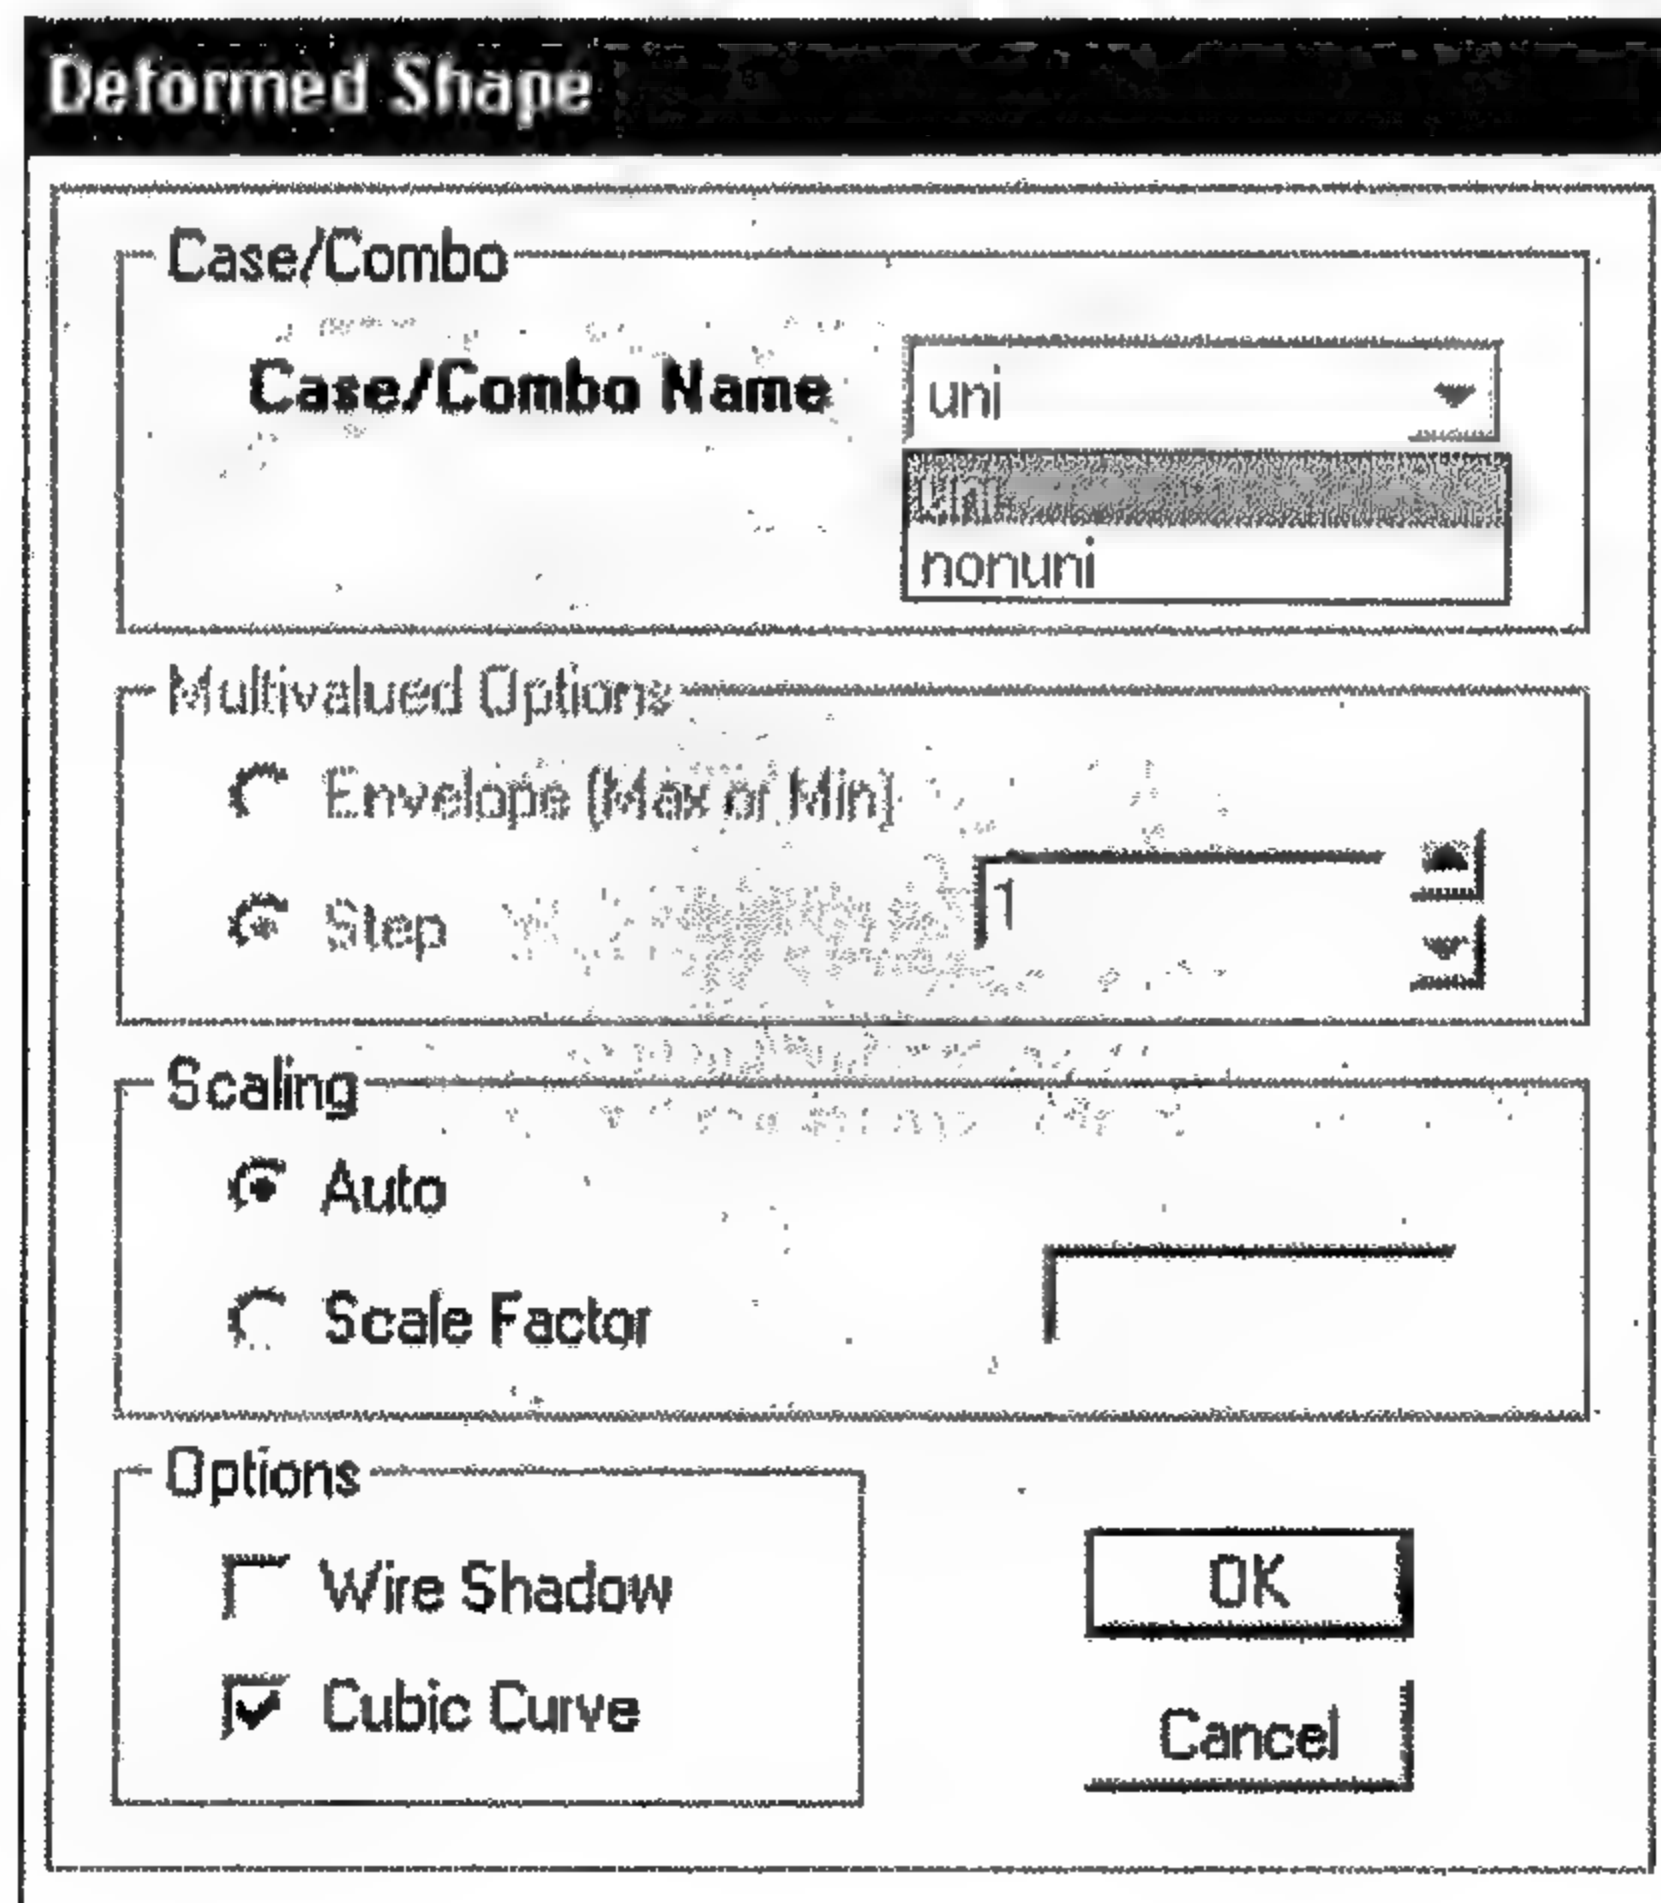 Deformed Shape
Case/Combo
Case/Combo Name uni
uni
nonuni
Multivalued Options
Envelope (Max or Min)
Step 1
Scaling
Auto
Scale Factor
Options
Wire Shadow
OK
Cubic Curve
Cancel